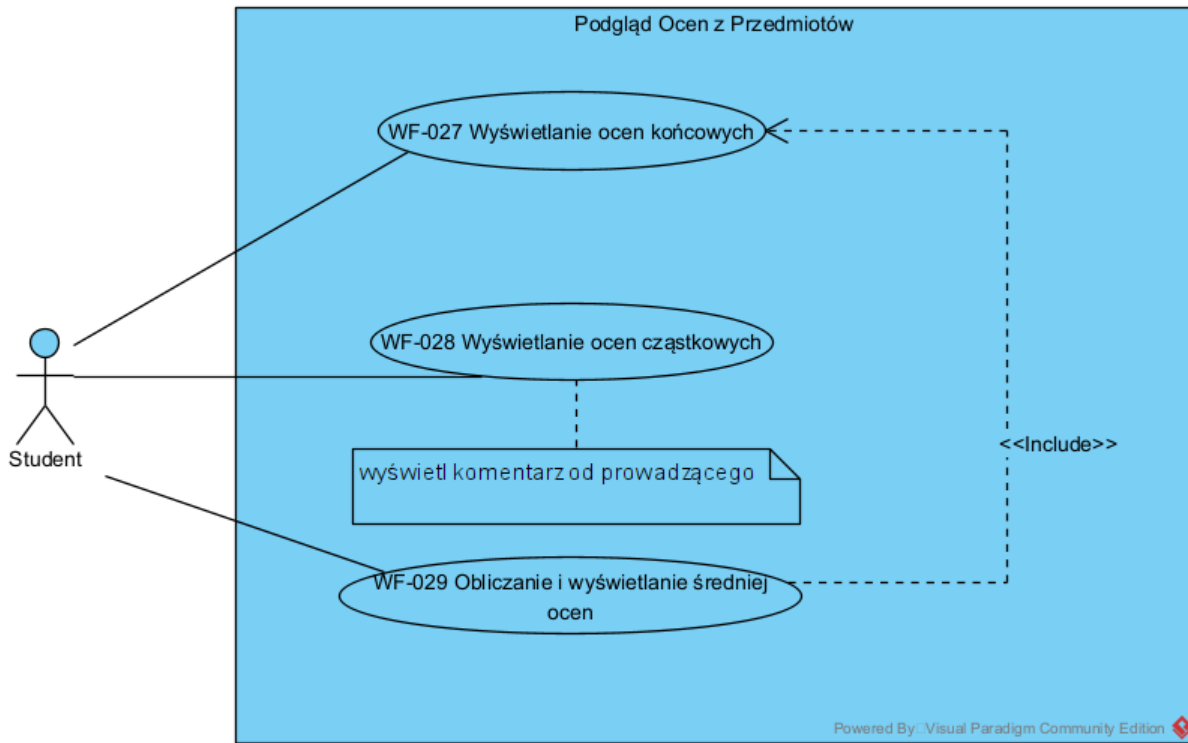 Podgląd Ocen z Przedmiotów
WF-027 Wyświetlanie ocen końcowych
WF-028 Wyświetlanie ocen cząstkowych
<<Include>>
Student
wyświetl komentarz od prowadzącego
WF-029 Obliczanie i wyświetlanie średniej
ocen
Powered By Visual Paradigm Community Edition